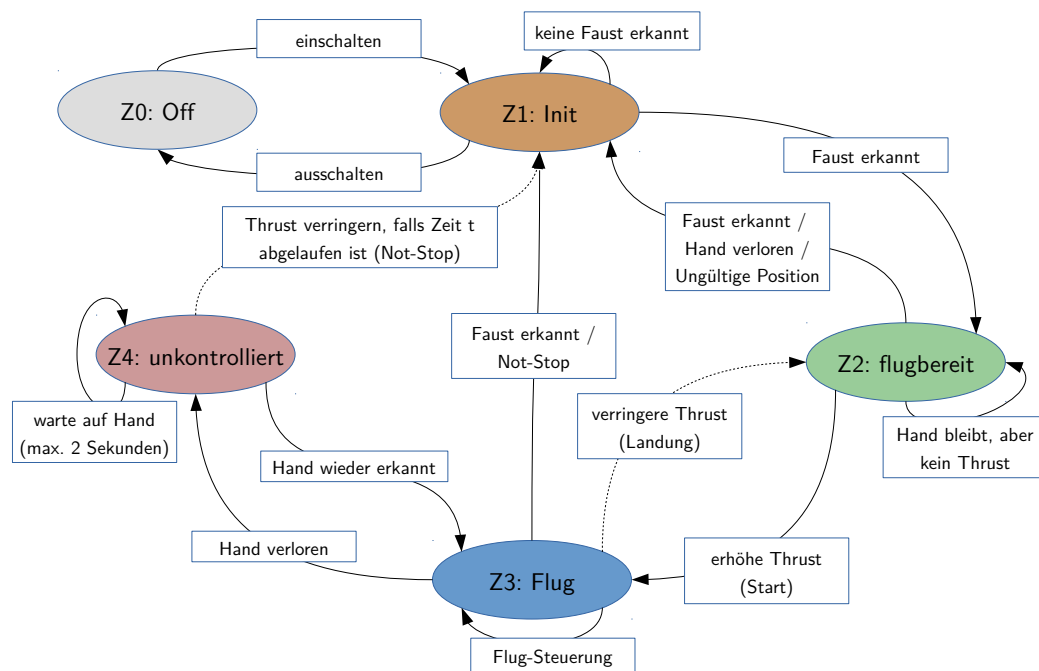 einschalten
keine Faust erkannt
Z0: Off
Z1: Init
Faust erkannt
ausschalten
Thrust verringern, falls Zeit t
abgelaufen ist (Not-Stop)
Faust erkannt /
Hand verloren /
Ungültige Position
Z4: unkontrolliert
Faust erkannt /
Not-Stop
Z2: flugbereit
warte auf Hand
(max. 2 Sekunden)
verringere Thrust
(Landung)
Hand bleibt, aber
kein Thrust
Hand wieder erkannt
Hand verloren
erhöhe Thrust
(Start)
Z3: Flug
Flug-Steuerung